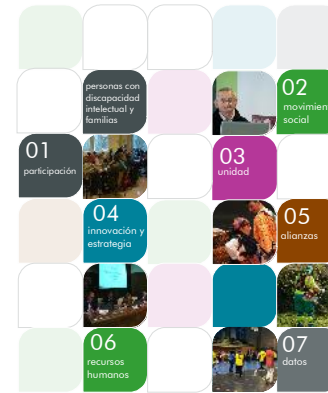 personas con
discapacidad
intelectual y
familias
02
movimien
social
01
participación
03
unidad
04
innovación y
estrategia
05
alianzas
06
recursos
humanos
07
datos